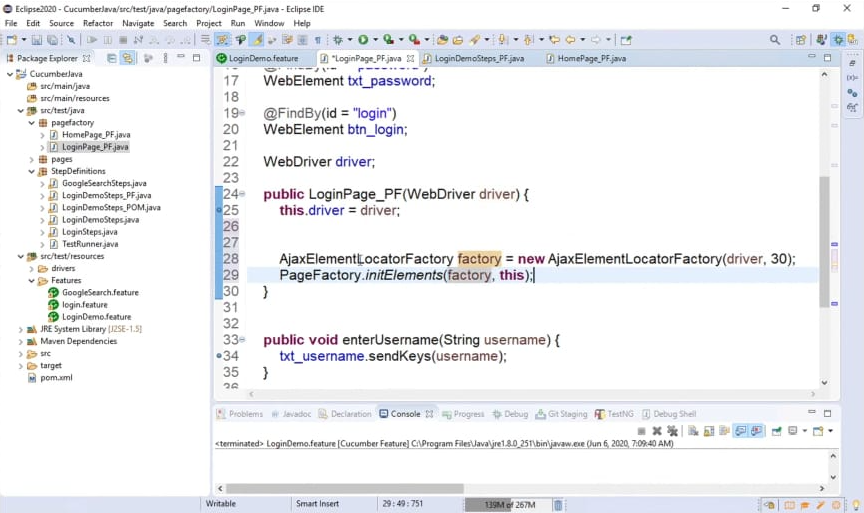 Eclipse2020 - CucumberJava/src/test/java/pagefactory/LoginPage_PF.java - Eclipse IDE
File Edit Source Refactor Navigate Search Project Run Window Help
Package Explorer
LoginDemo.feature *LoginPage_PF.java LoginDemoSteps_PF.java HomePage_PF.java
CucumberJava
src/main/java
src/main/resources
src/test/java
pagefactory
HomePage_PF.java
LoginPage_PF.java
pages
StepDefinitions
GoogleSearchSteps.java
LoginDemoSteps_PF.java
LoginDemoSteps_POM.java
LoginDemoSteps.java
LoginSteps.java
TestRunner.java
src/test/resources
drivers
Features
GoogleSearch.feature
login.feature
LoginDemo.feature
JRE System Library [J2SE-1.5]
Maven Dependencies
src
target
pom.xml
17 WebElement txt_password;
18
19 @FindBy(id = "login")
20 WebElement btn_login;
21
22 WebDriver driver;
23
24 public LoginPage_PF(WebDriver driver) {
25 this.driver = driver;
26
27
28 AjaxElementLocatorFactory factory = new AjaxElementLocatorFactory(driver, 30);
29 PageFactory.initElements(factory, this);
30 }
31
32
33 public void enterUsername(String username) {
34 txt_username.sendKeys(username);
35 }
36
Problems Javadoc Declaration Console Progress Debug Git Staging TestNG Debug Shell
<terminated> LoginDemo.feature [Cucumber Feature] C:\Program Files\Java\jre1.8.0_251\bin\javaw.exe (Jun 6, 2020, 7:09:40 AM)
Writable Smart Insert 29 : 49 : 751 139M of 267M